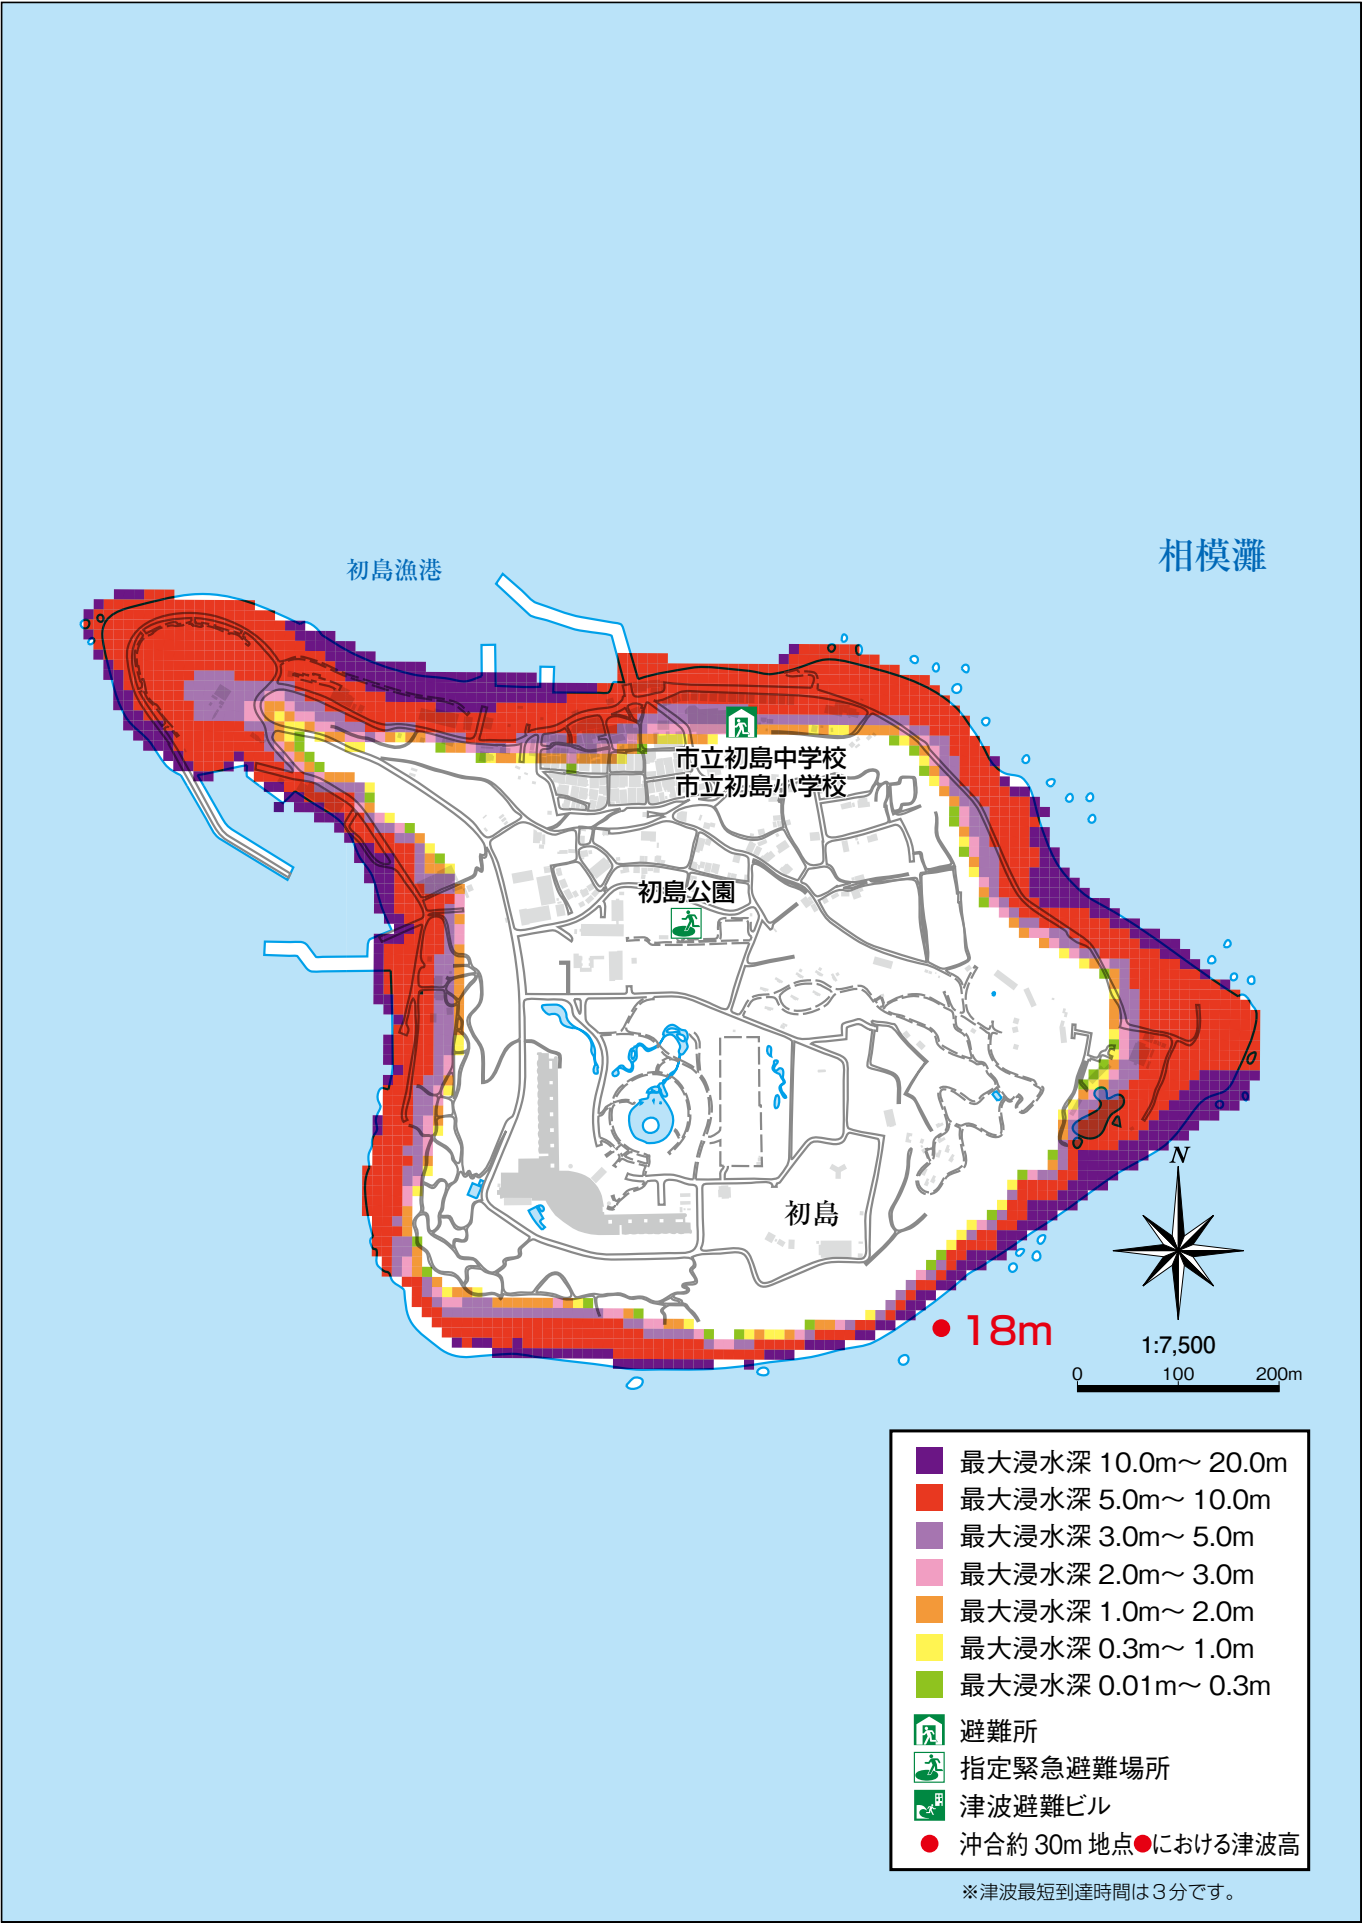 相模灘
初島漁港
市立初島中学校
市立初島小学校
初島公園
初島
N
18m
1:7,500
0 100 200m
最大浸水深 10.0m～ 20.0m
最大浸水深 5.0m～ 10.0m
最大浸水深 3.0m～ 5.0m
最大浸水深 2.0m～ 3.0m
最大浸水深 1.0m～ 2.0m
最大浸水深 0.3m～ 1.0m
最大浸水深 0.01m～ 0.3m
避難所
指定緊急避難場所
津波避難ビル
沖合約 30m 地点●における津波高
※津波最短到達時間は３分です。